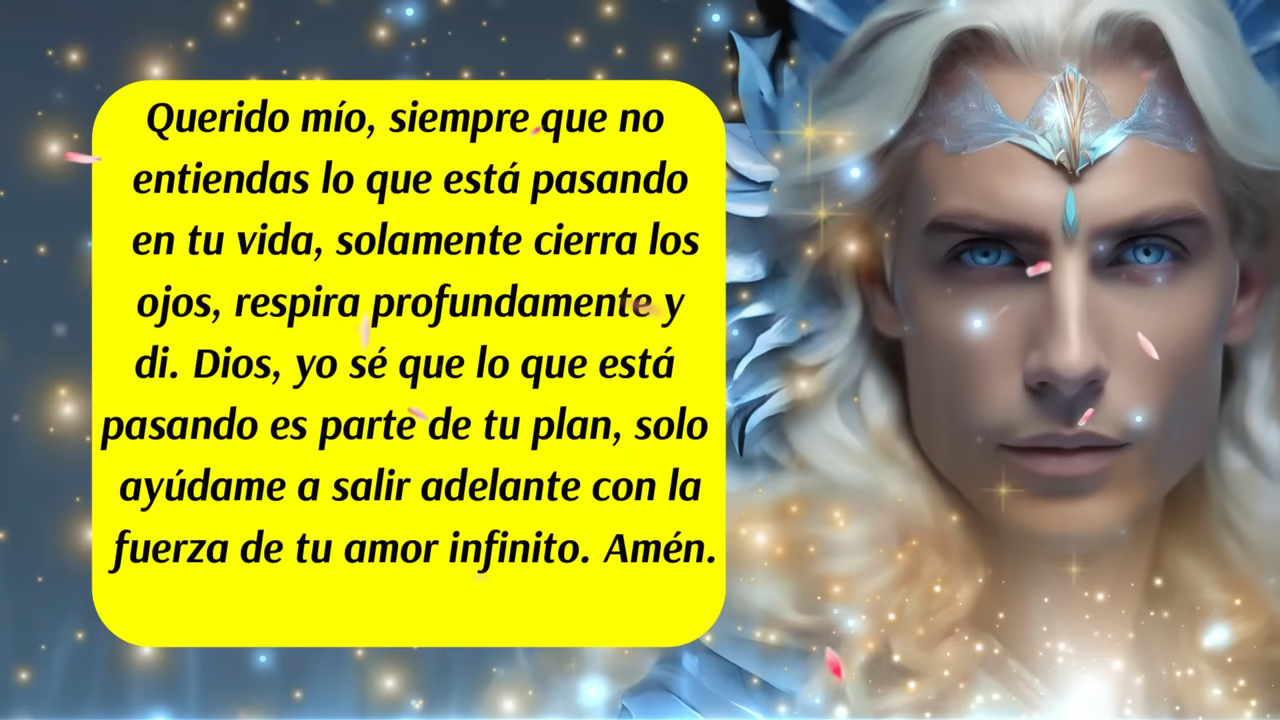 Querido mío, siempre que no
entiendas lo que está pasando
en tu vida, solamente cierra los
ojos, respira profundamente y
di. Dios, yo sé que lo que está
pasando es parte de tu plan, solo
ayúdame a salir adelante con la
fuerza de tu amor infinito. Amén.